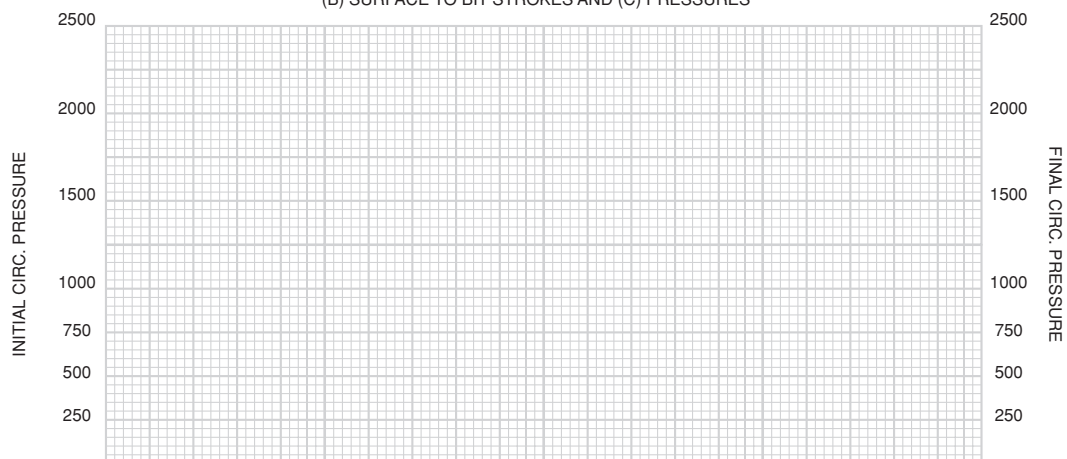 (B) SURFACE TO BIT STROKES AND (C) PRESSURES
2500 2500
2000 2000
1500 1500
1000 1000
750 750
500 500
250 250
INITIAL CIRC. PRESSURE
FINAL CIRC. PRESSURE